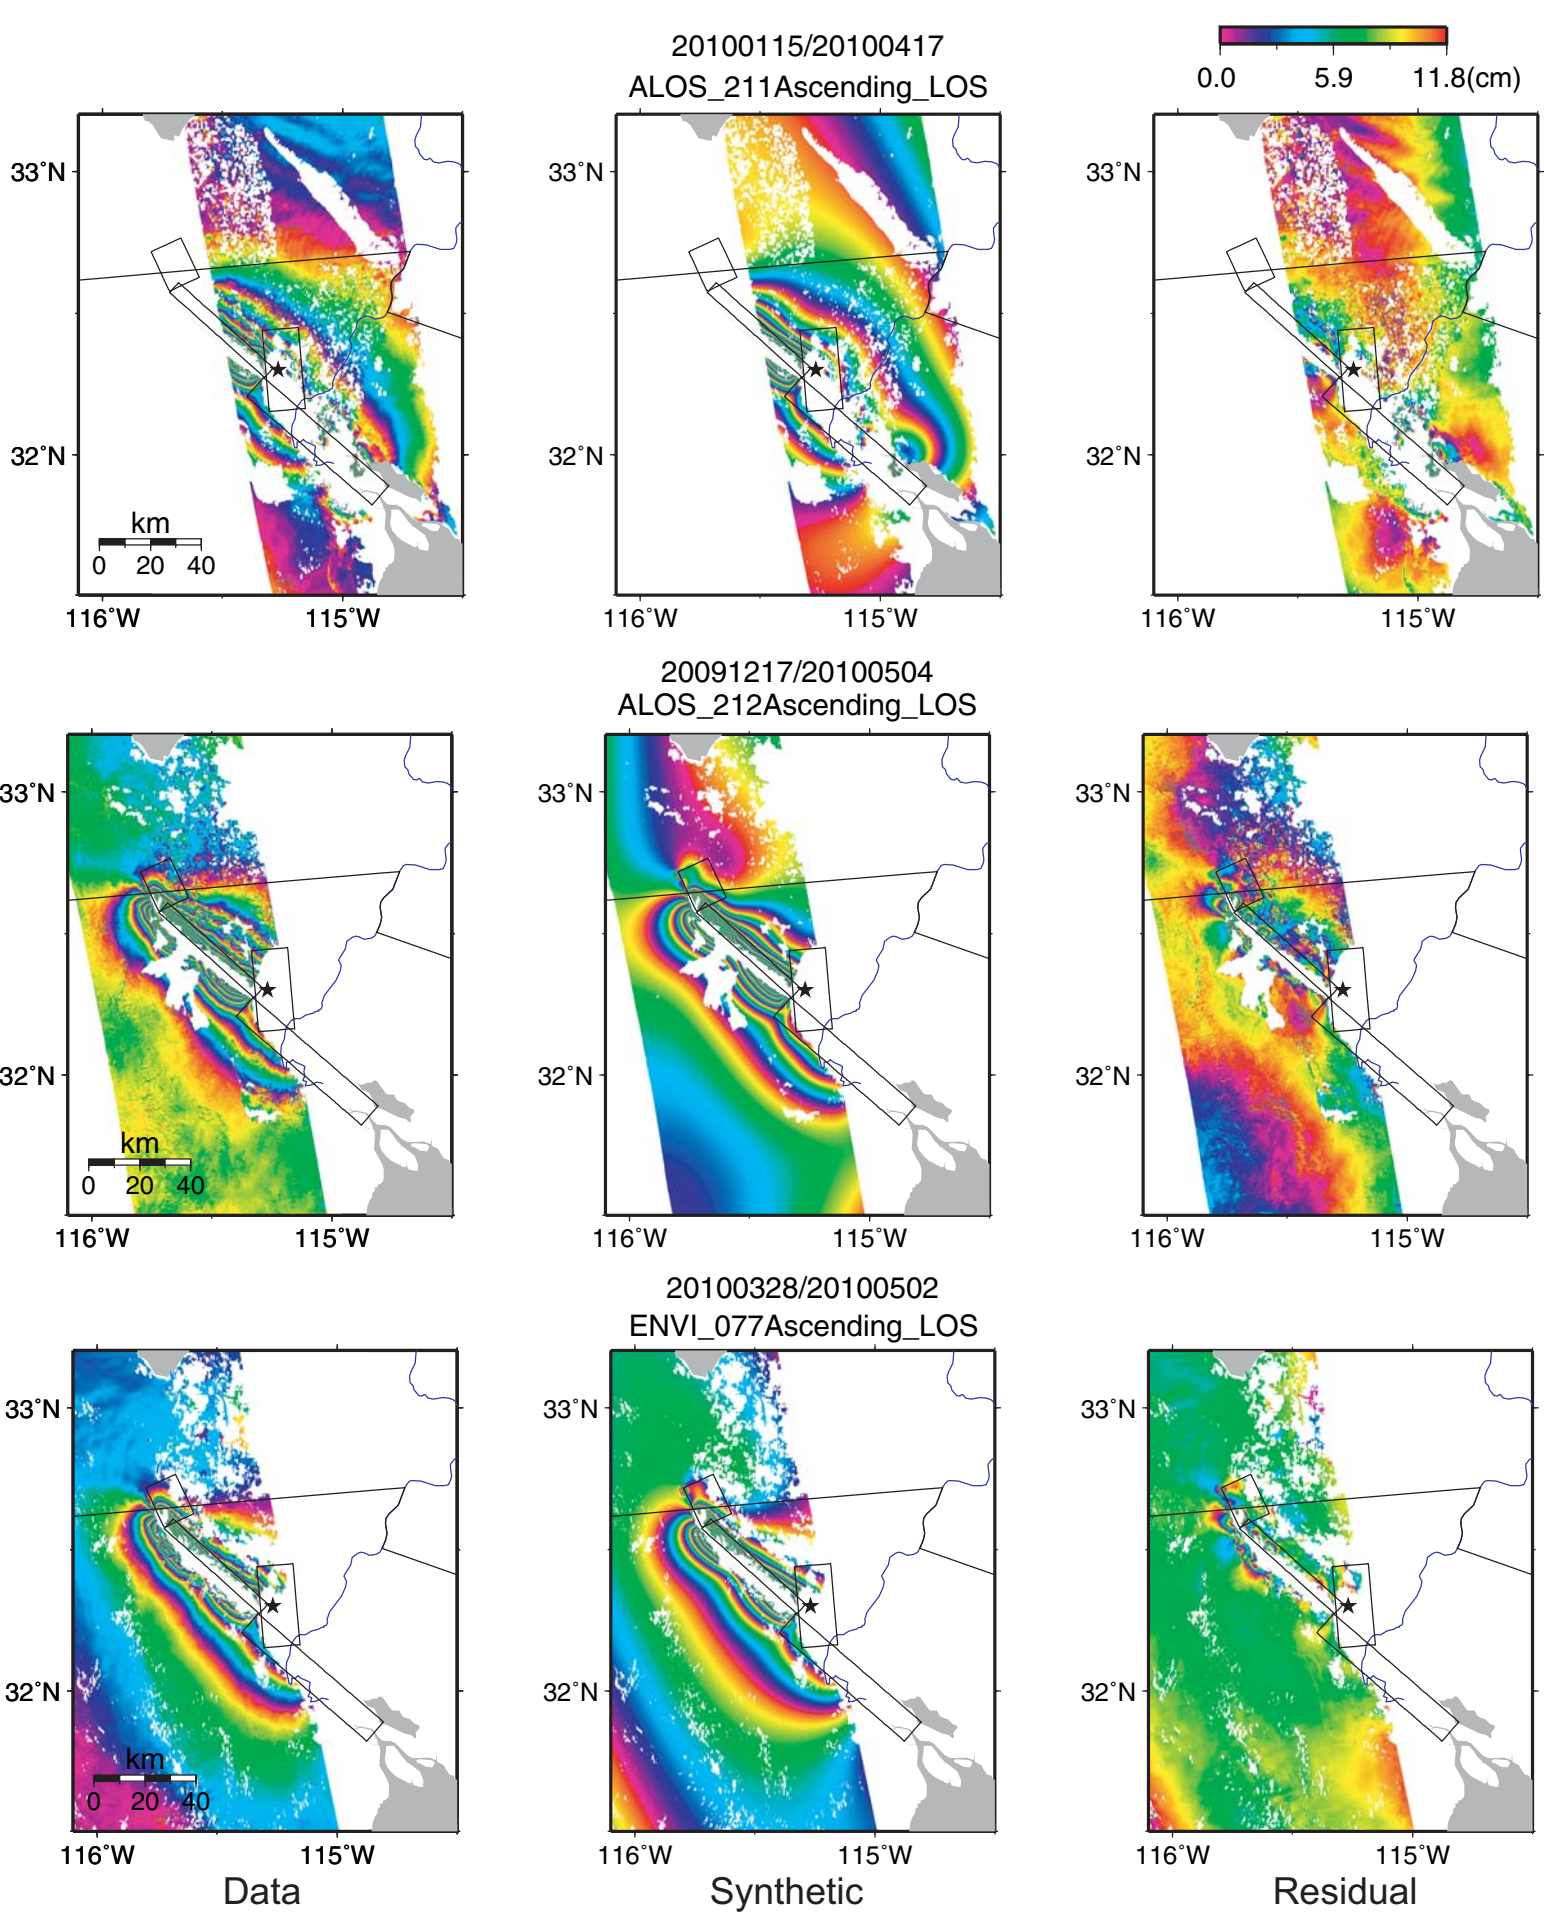 20100115/20100417
ALOS_211Ascending_LOS
0.0 5.9 11.8(cm)
33°N 33°N 33°N
32°N 32°N 32°N
km
0 20 40
116°W 115°W 116°W 115°W 116°W 115°W
20091217/20100504
ALOS_212Ascending_LOS
33°N 33°N 33°N
32°N 32°N 32°N
km
0 20 40
116°W 115°W 116°W 115°W 116°W 115°W
20100328/20100502
ENVI_077Ascending_LOS
33°N 33°N 33°N
32°N 32°N 32°N
km
0 20 40
116°W 115°W 116°W 115°W 116°W 115°W
Data Synthetic Residual